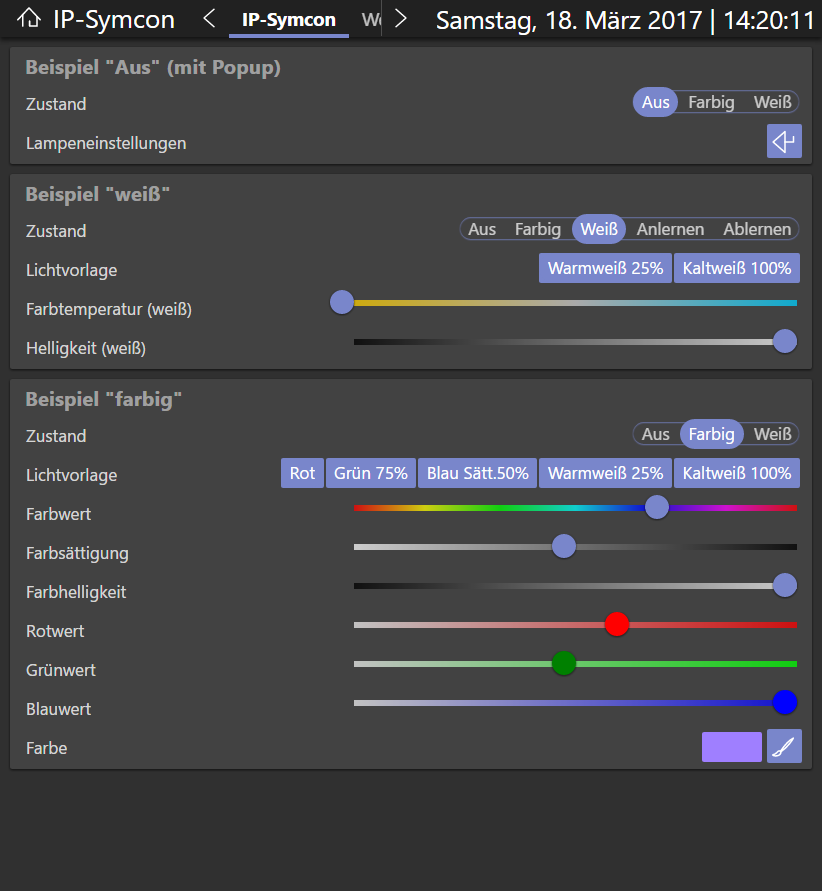 IP-Symcon IP-Symcon Samstag, 18. März 2017 | 14:20:11
Beispiel "Aus" (mit Popup)
Zustand Aus Farbig Weiß
Lampeneinstellungen
Beispiel "weiß"
Zustand Aus Farbig Weiß Anlernen Ablernen
Lichtvorlage Warmweiß 25% Kaltweiß 100%
Farbtemperatur (weiß)
Helligkeit (weiß)
Beispiel "farbig"
Zustand Aus Farbig Weiß
Lichtvorlage Rot Grün 75% Blau Sätt.50% Warmweiß 25% Kaltweiß 100%
Farbwert
Farbsättigung
Farbhelligkeit
Rotwert
Grünwert
Blauwert
Farbe